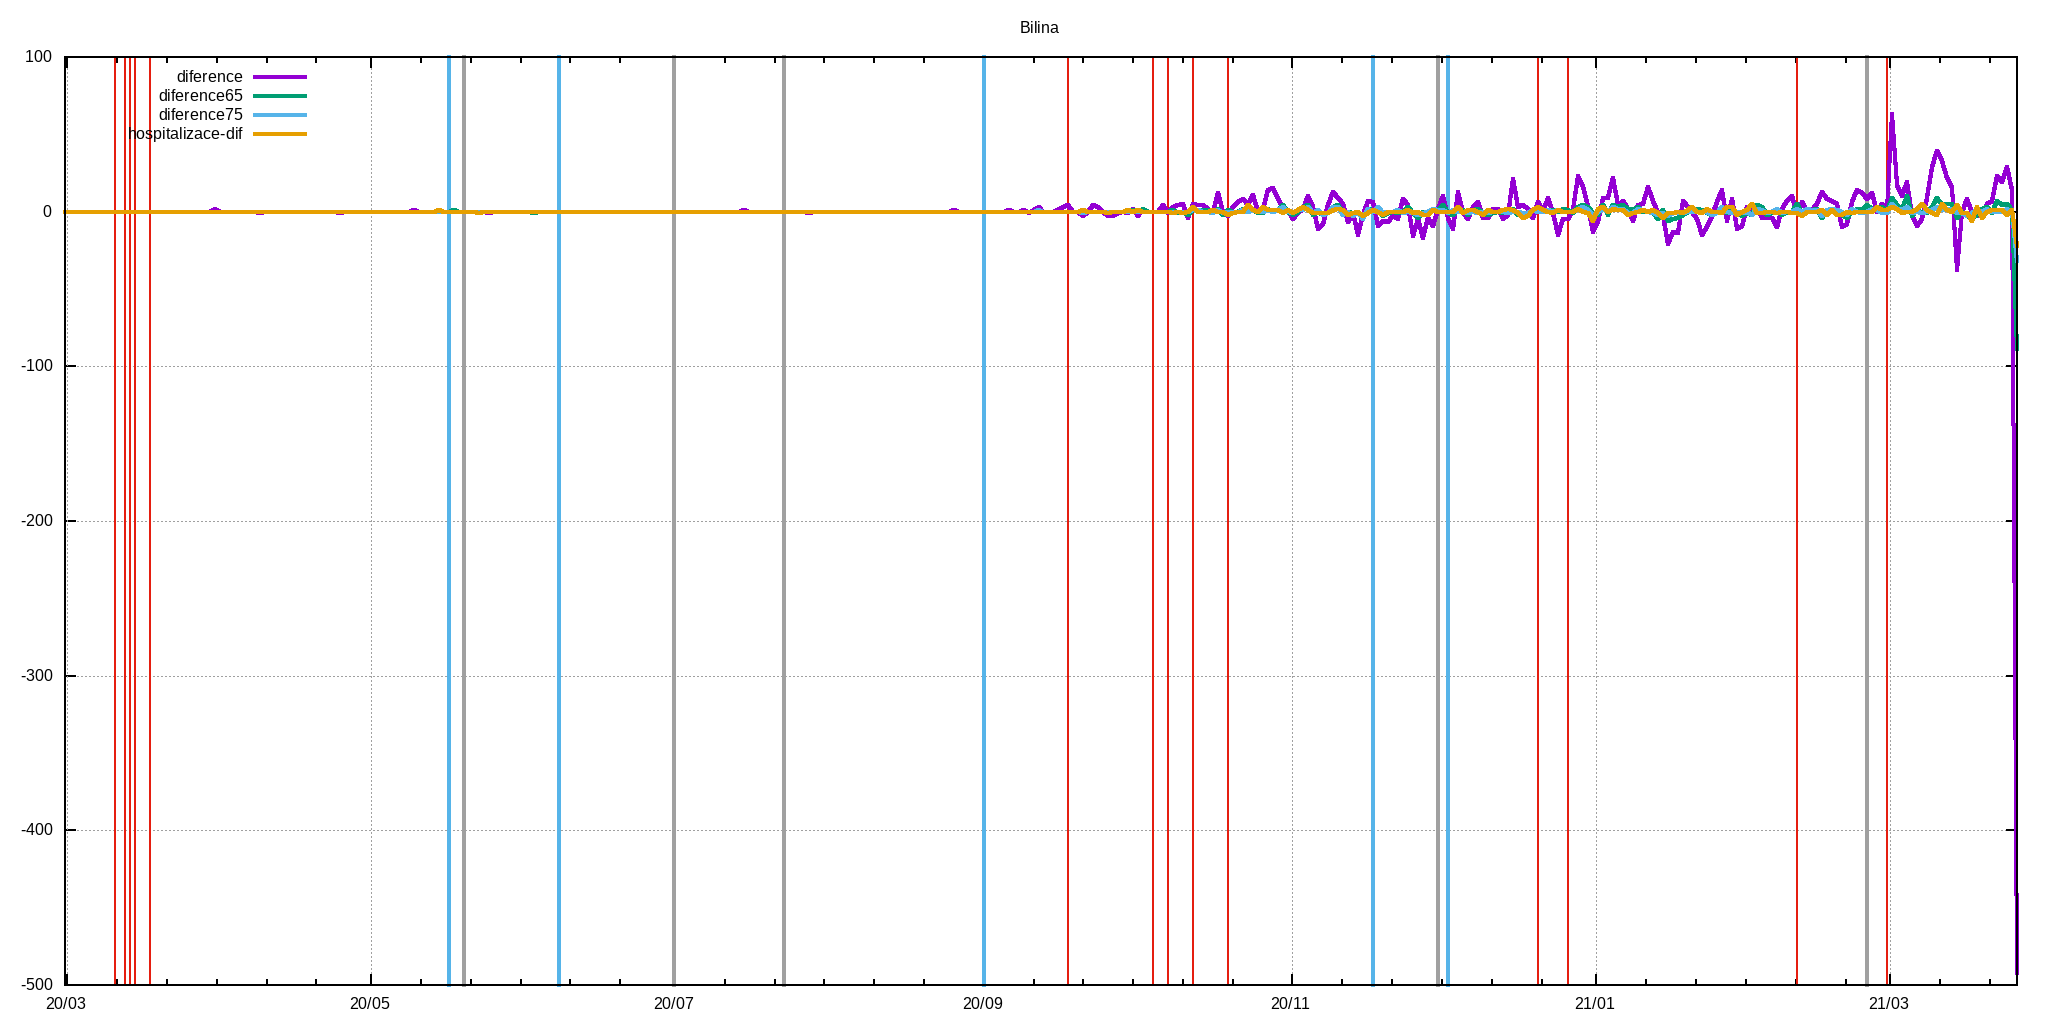 Bilina
100
diference
diference65
diference75
hospitalizace-dif
0
-100
-200
-300
-400
-500
20/03 20/05 20/07 20/09 20/11 21/01 21/03